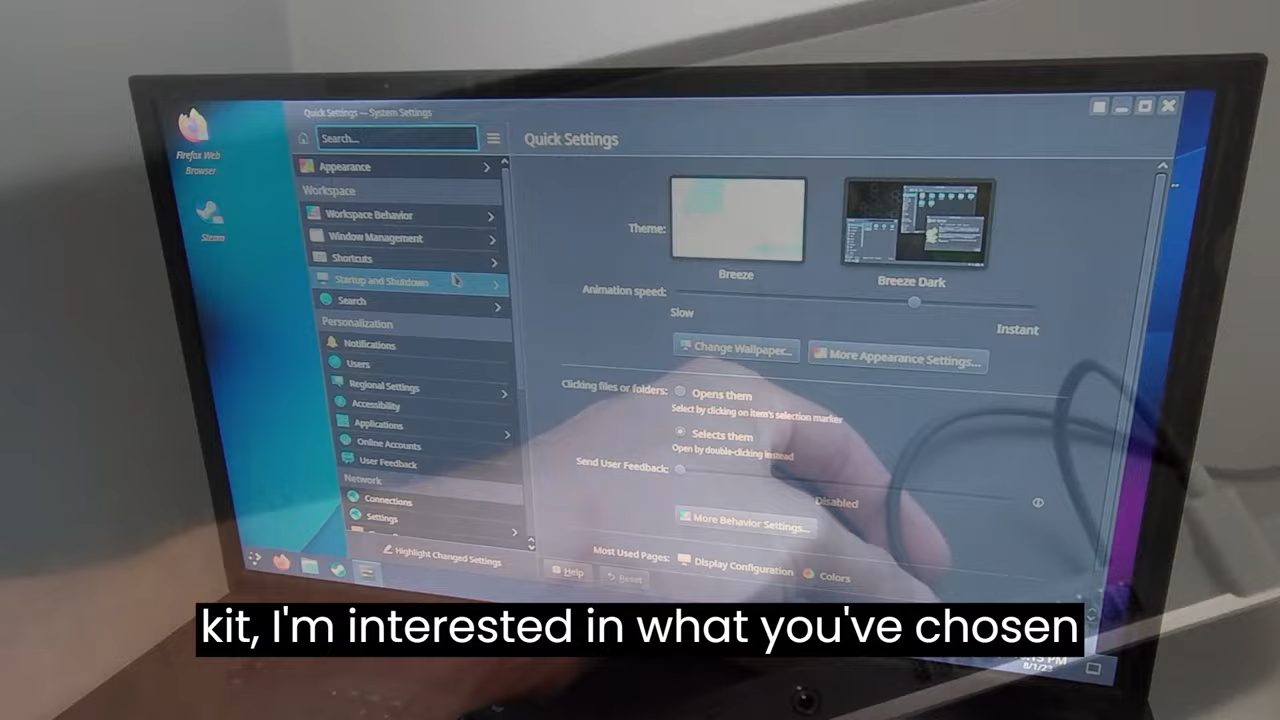 Firefox Web
Browser
Steam
Quick Settings — System Settings
Search...
Appearance
Workspace
Workspace Behavior
Window Management
Shortcuts
Startup and Shutdown
Search
Personalization
Notifications
Users
Regional Settings
Accessibility
Applications
Online Accounts
User Feedback
Network
Connections
Settings
Highlight Changed Settings
Quick Settings
Theme:
Breeze
Breeze Dark
Animation speed:
Slow
Instant
Change Wallpaper...
More Appearance Settings...
Clicking files or folders:
Opens them
Select by clicking on item's selection marker
Selects them
Open by double-clicking instead
Send User Feedback:
Disabled
More Behavior Settings...
Most Used Pages:
Display Configuration
Colors
Help
Reset
kit, I'm interested in what you've chosen